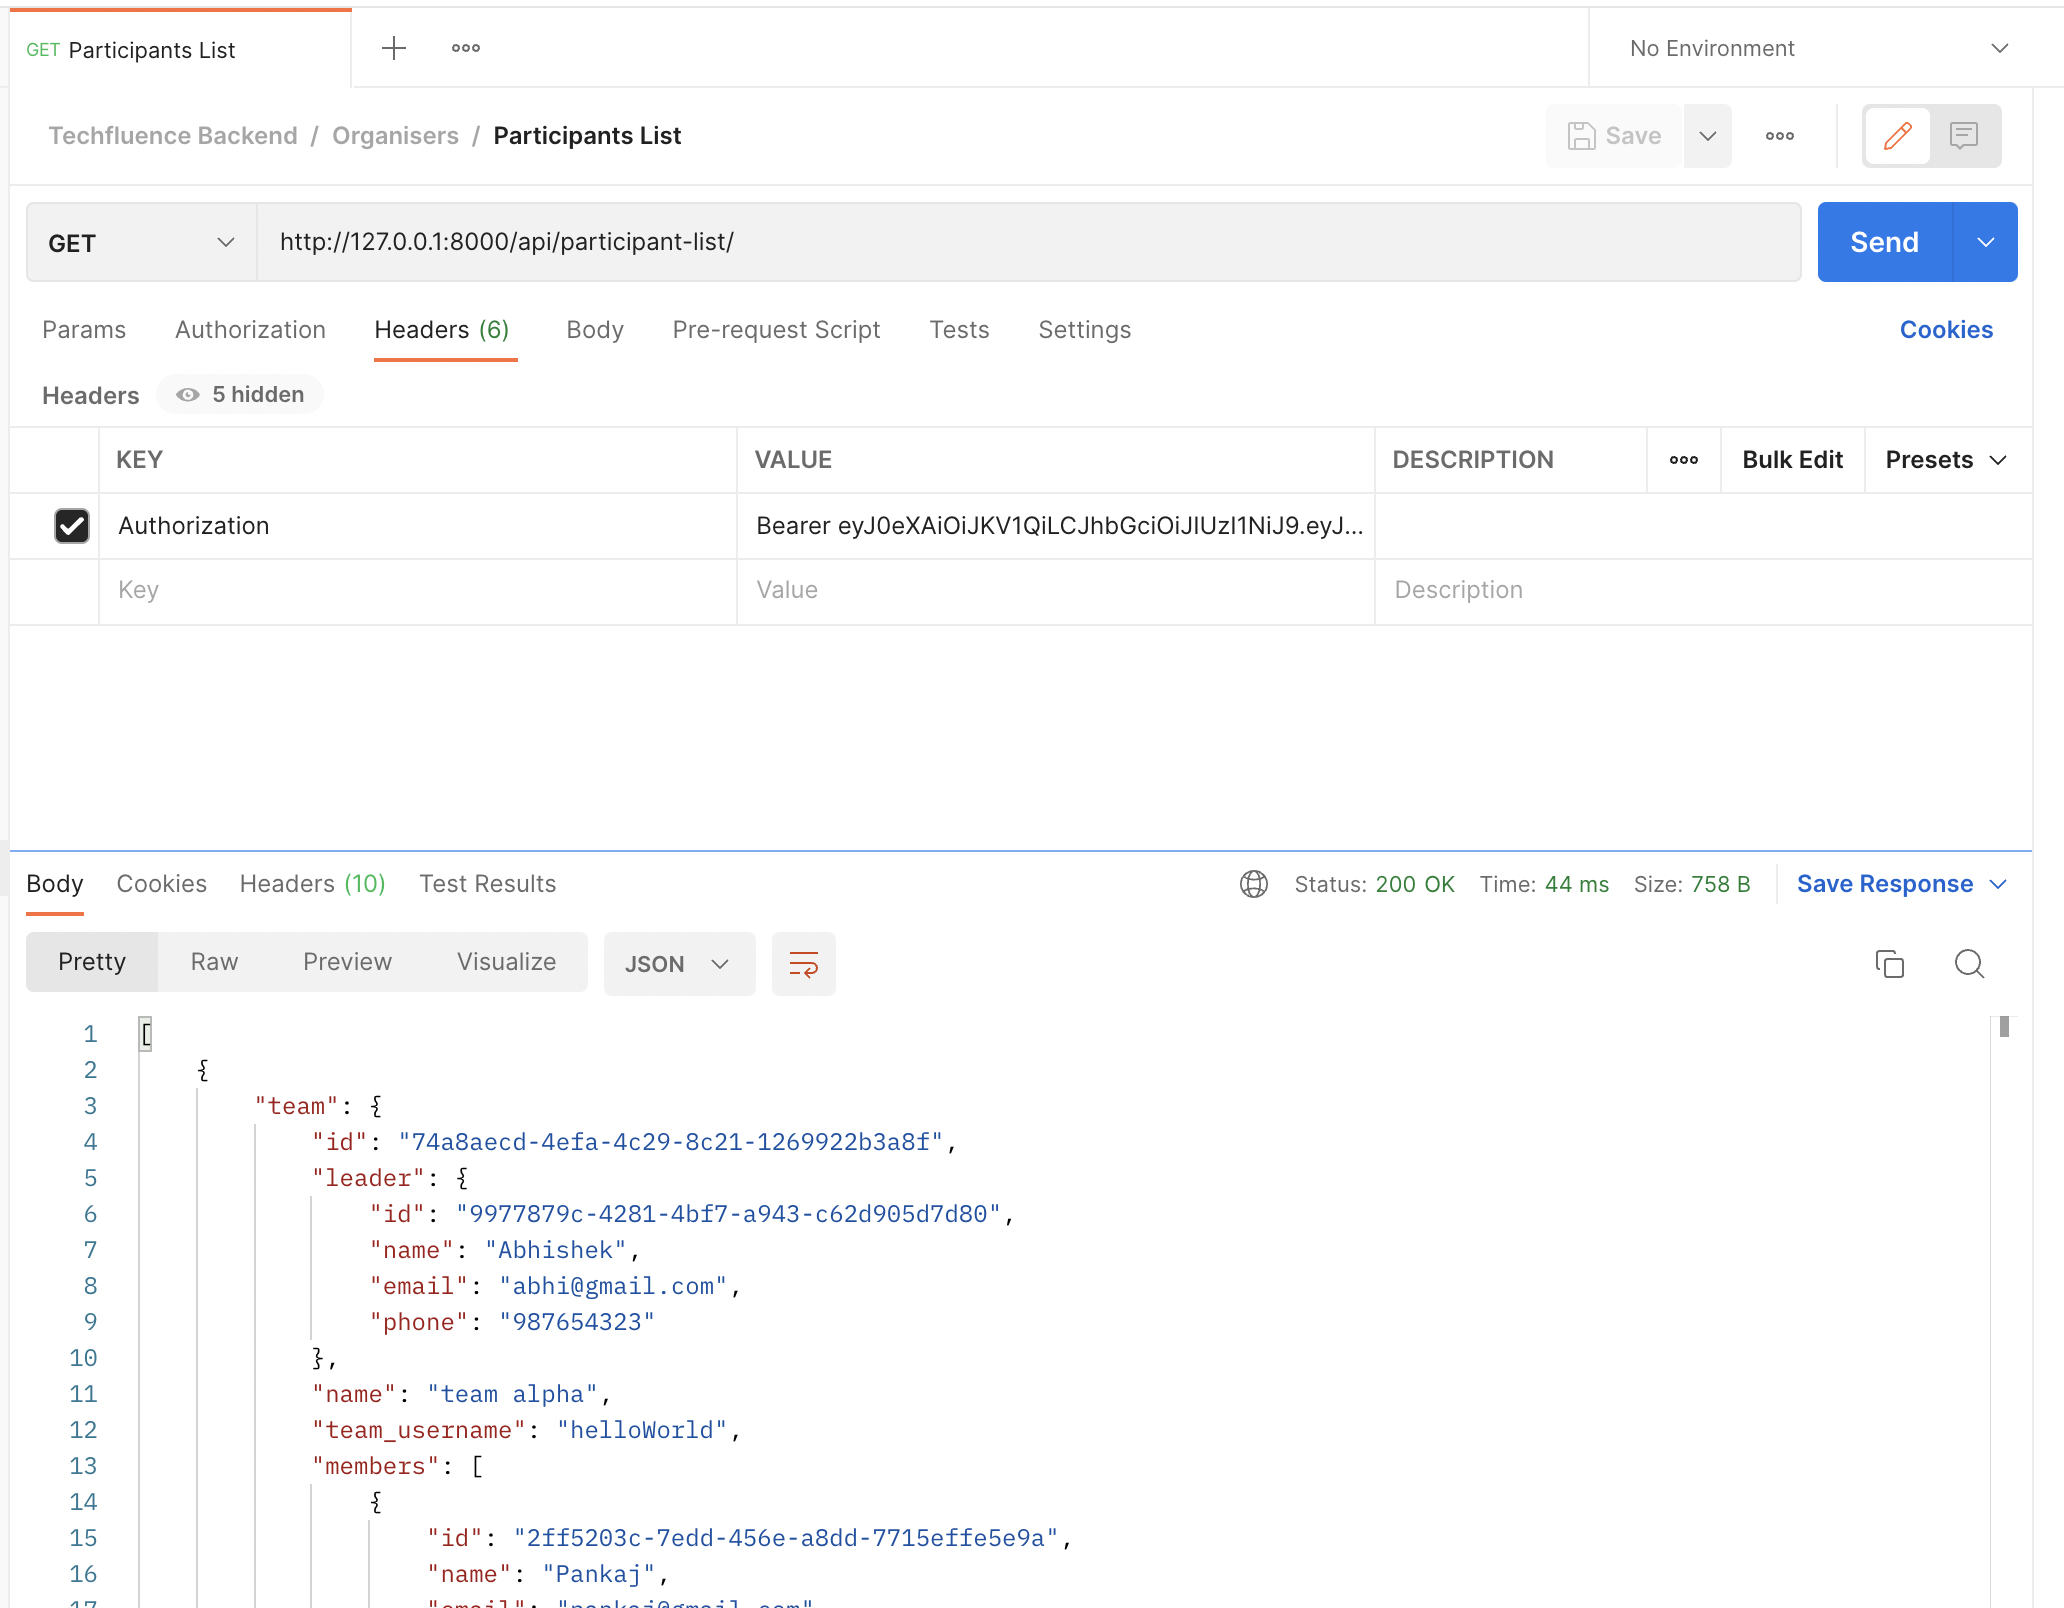 GET Participants List
No Environment
Techfluence Backend / Organisers / Participants List
Save
GET
http://127.0.0.1:8000/api/participant-list/
Send
Params Authorization Headers (6) Body Pre-request Script Tests Settings Cookies
Headers 5 hidden
KEY VALUE DESCRIPTION Bulk Edit Presets
Authorization Bearer eyJ0eXAiOiJKV1QiLCJhbGciOiJIUzI1NiJ9.eyJ...
Key Value Description
Body Cookies Headers (10) Test Results Status: 200 OK Time: 44 ms Size: 758 B Save Response
Pretty Raw Preview Visualize JSON
1 [
2 {
3 "team": {
4 "id": "74a8aecd-4efa-4c29-8c21-1269922b3a8f",
5 "leader": {
6 "id": "9977879c-4281-4bf7-a943-c62d905d7d80",
7 "name": "Abhishek",
8 "email": "abhi@gmail.com",
9 "phone": "987654323"
10 },
11 "name": "team alpha",
12 "team_username": "helloWorld",
13 "members": [
14 {
15 "id": "2ff5203c-7edd-456e-a8dd-7715effe5e9a",
16 "name": "Pankaj",
17 "email": "pankaj@gmail.com"